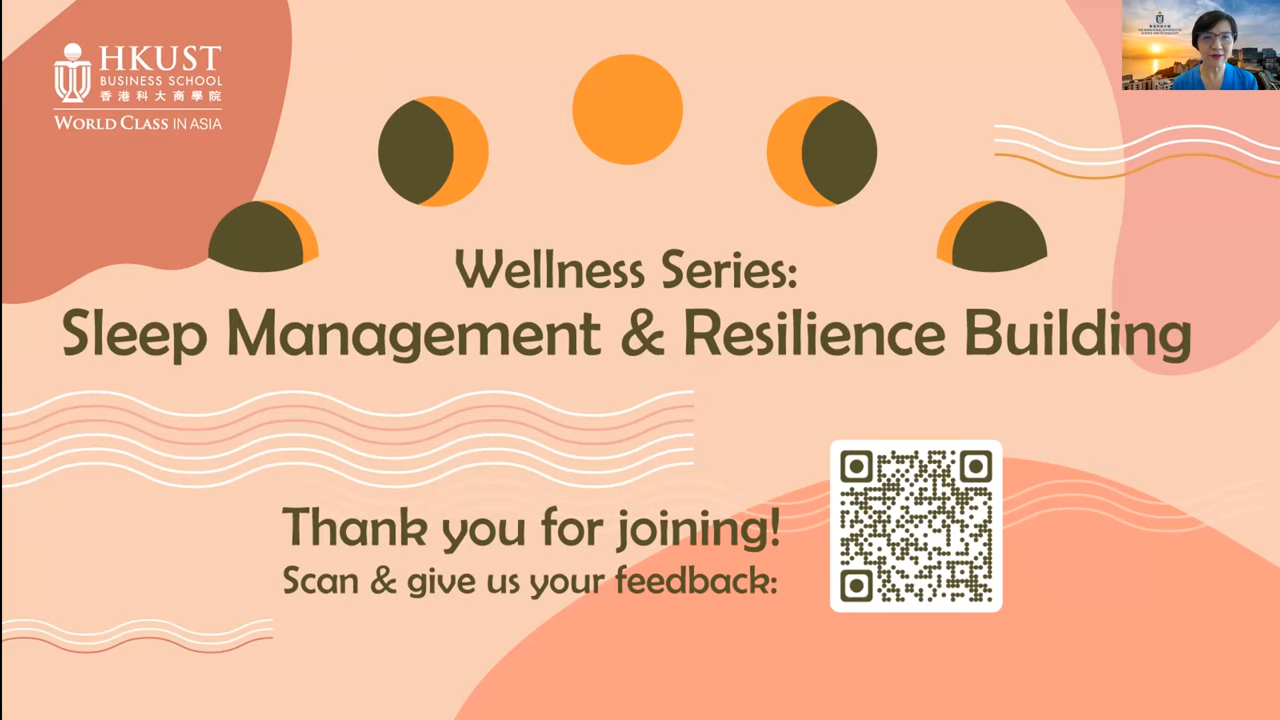 HKUST
BUSINESS SCHOOL
香港科大商學院
WORLD CLASS IN ASIA
Wellness Series:
Sleep Management & Resilience Building
Thank you for joining!
Scan & give us your feedback: